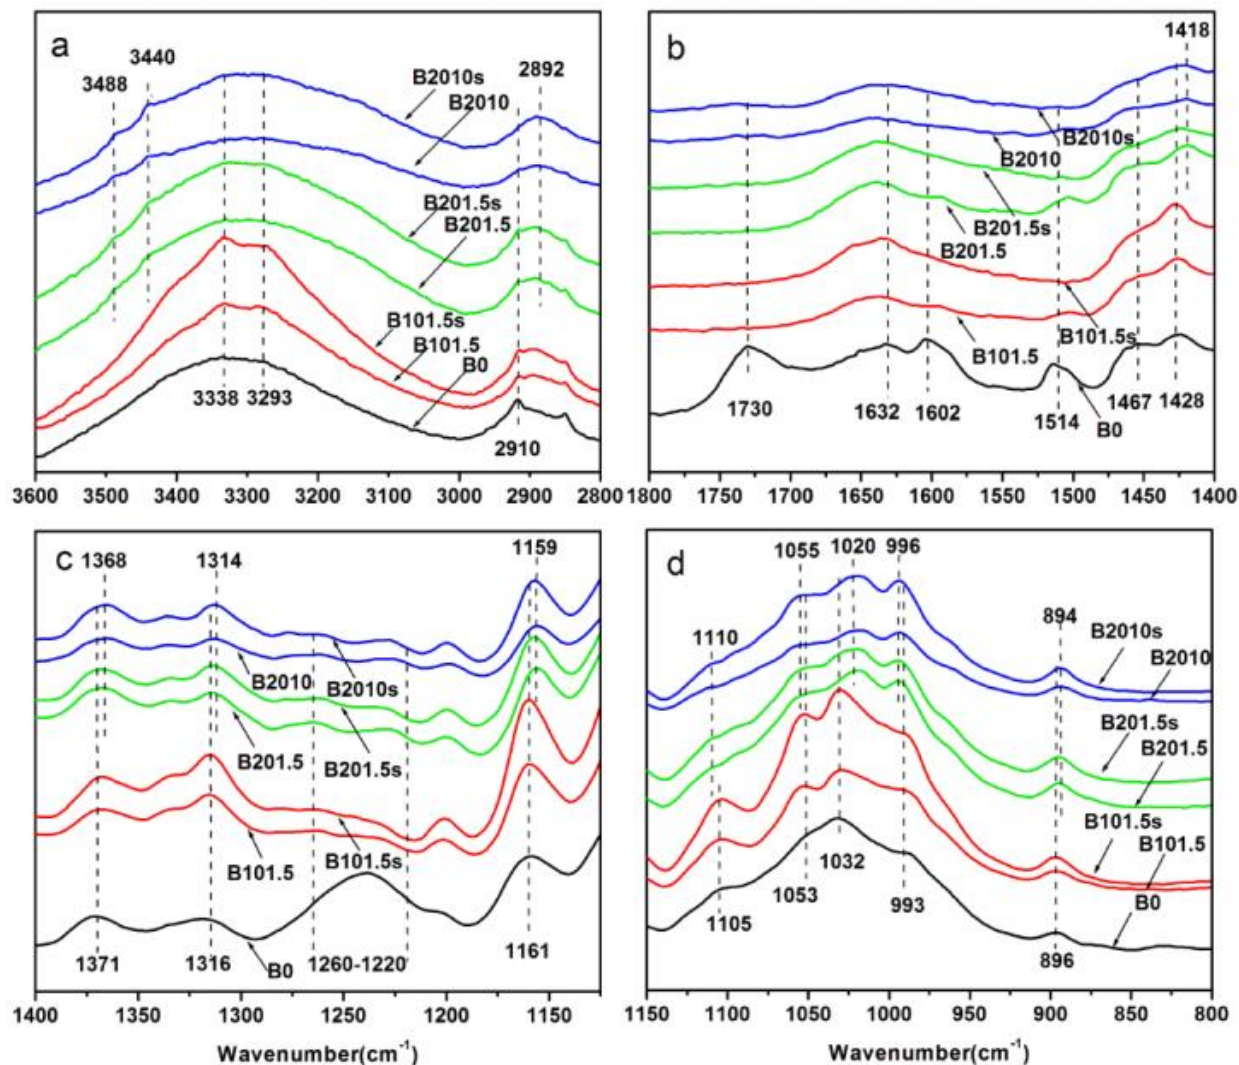 a
3488
3440
2892
B2010s
B2010
B201.5s
B201.5
B101.5s
B101.5
B0
3338 3293
2910
3600 3500 3400 3300 3200 3100 3000 2900 2800
b
1418
B2010s
B2010
B201.5s
B201.5
B101.5s
B101.5
B0
1730
1632
1602
1514
1467
1428
1800 1750 1700 1650 1600 1550 1500 1450 1400
c
1368
1314
1159
B2010
B2010s
B201.5
B201.5s
B101.5
B101.5s
B0
1371
1316
1260-1220
1161
1400 1350 1300 1250 1200 1150
Wavenumber(cm⁻¹)
d
1055 1020 996
1110
894
B2010s
B2010
B201.5s
B201.5
B101.5s
B101.5
B0
1105
1053
1032
993
896
1150 1100 1050 1000 950 900 850 800
Wavenumber(cm⁻¹)